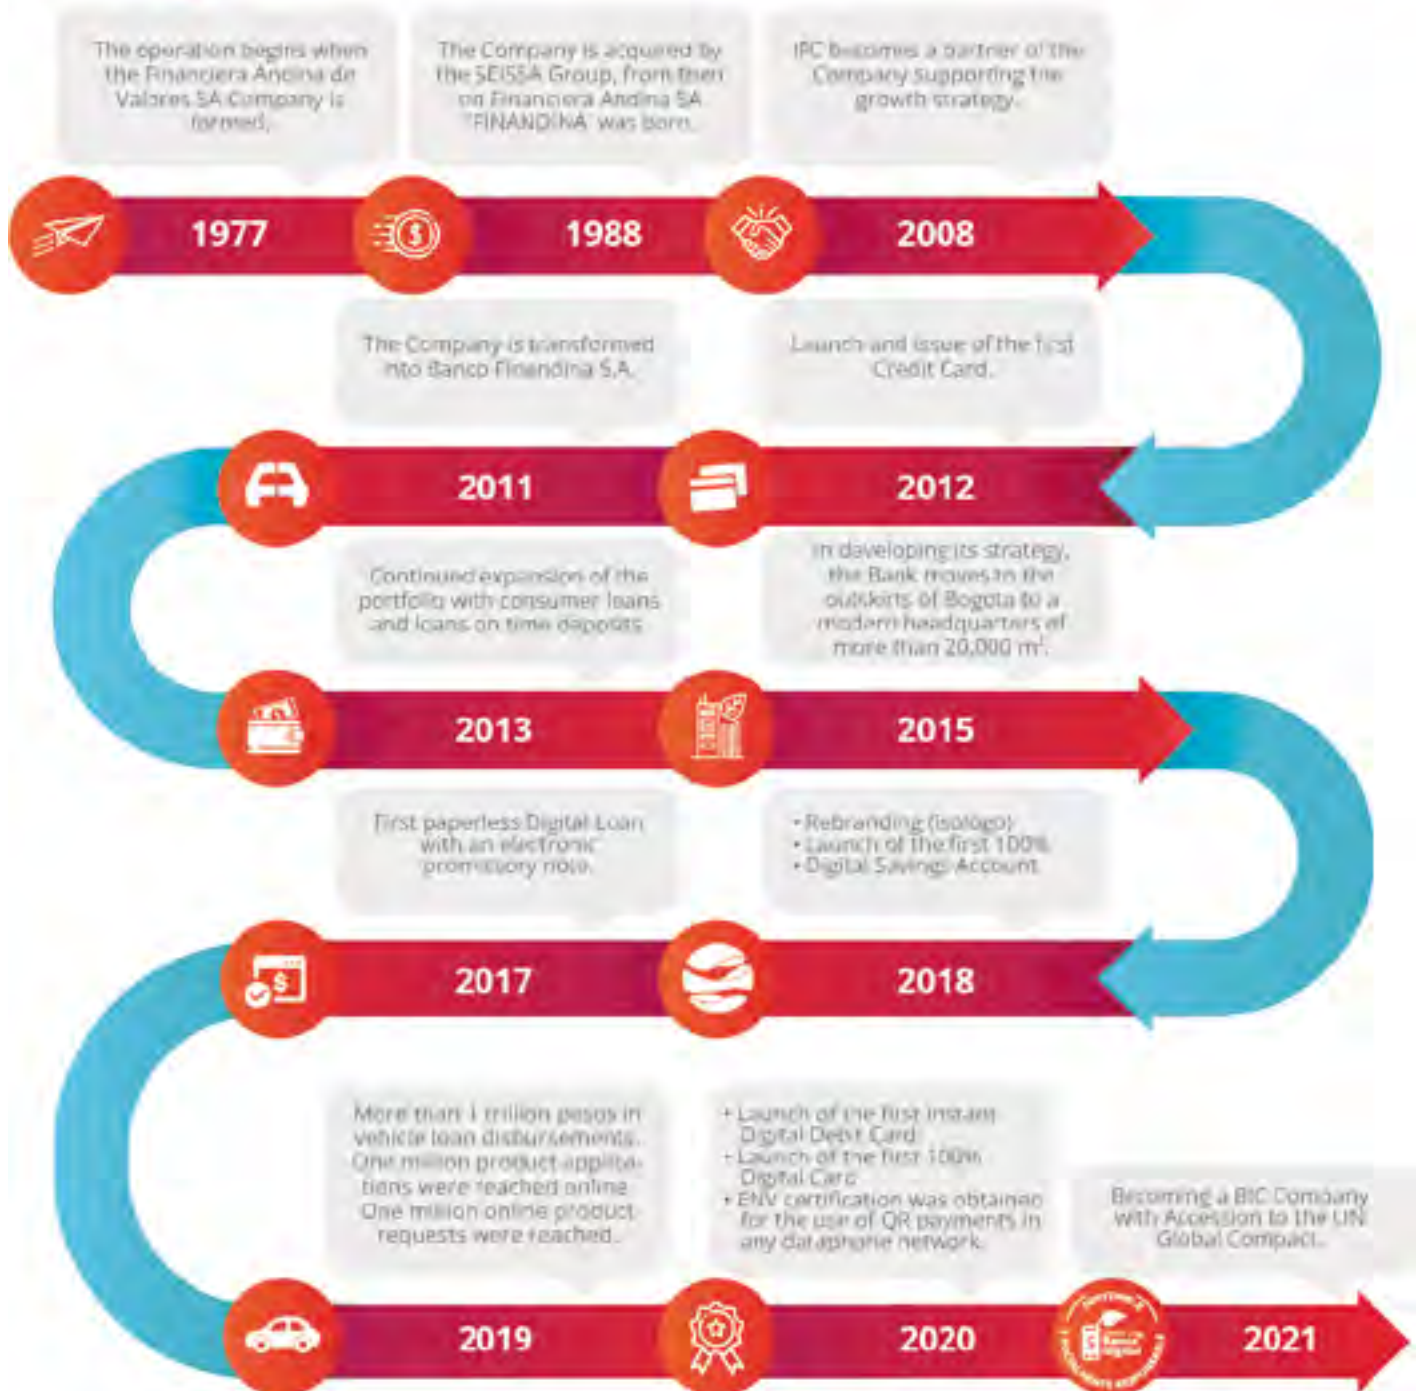 The operation begins when
the Financiera Andina de
Valores SA Company is
formed.
The Company is acquired by
the SEISSA Group, from then
on Financiera Andina SA
"FINANDINA" was born.
IFC becomes a partner of the
Company supporting the
growth strategy.
1977
1988
2008
The Company is transformed
into Banco Finandina S.A.
Launch and issue of the first
Credit Card.
2011
2012
Continued expansion of the
portfolio with consumer loans
and loans on time deposits
In developing its strategy,
the Bank moves to the
outskirts of Bogota to a
modern headquarters of
more than 20,000 m².
2013
2015
First paperless Digital Loan
with an electronic
promissory note.
• Rebranding (isologo)
• Launch of the first 100%
• Digital Savings Account
2017
2018
More than 1 trillion pesos in
vehicle loan disbursements.
One million product applica-
tions were reached online
One million online product
requests were reached.
• Launch of the first instant
Digital Debit Card
• Launch of the first 100%
Digital Card
• ENV certification was obtained
for the use of QR payments in
any dataphone network.
Becoming a BIC Company
with Accession to the UN
Global Compact.
2019
2020
Banco
Digital
2021